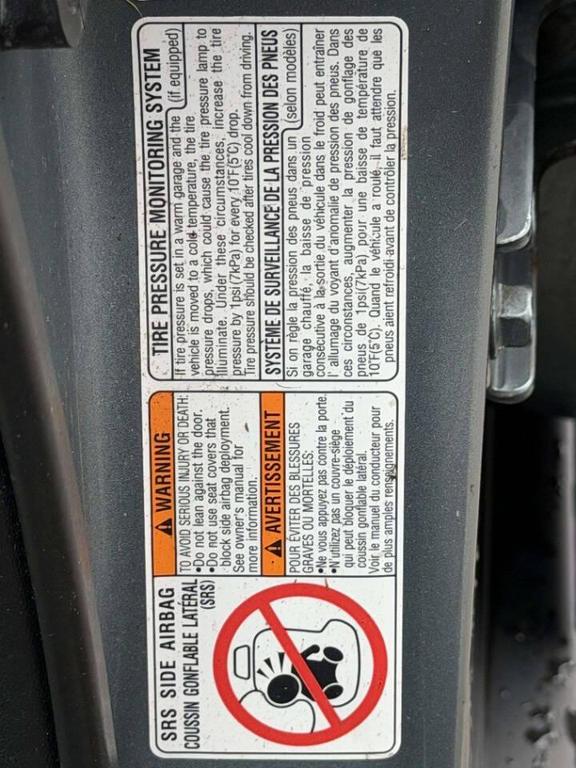 SRS SIDE AIRBAG
COUSSIN GONFLABLE LATÉRAL
(SRS)
WARNING
TO AVOID SERIOUS INJURY OR DEATH:
•Do not lean against the door.
•Do not use seat covers that
block side airbag deployment.
See owner's manual for
more information.
AVERTISSEMENT
POUR ÉVITER DES BLESSURES
GRAVES OU MORTELLES:
•Ne vous appuyez pas contre la porte.
•N'utilizez pas un couvre-siège
qui peut bloquer le déploiement du
coussin gonflable latéral.
Voir le manuel du conducteur pour
de plus amples renseignements.
TIRE PRESSURE MONITORING SYSTEM
(if equipped)
If tire pressure is set in a warm garage and the
vehicle is moved to a cold temperature, the tire
pressure drops, which could cause the tire pressure lamp to
illuminate. Under these circumstances, increase the tire
pressure by 1psi(7kPa) for every 10°F(5°C) drop.
Tire pressure should be checked after tires cool down from driving.
SYSTÈME DE SURVEILLANCE DE LA PRESSION DES PNEUS
(selon modèles)
Si on règle la pression des pneus dans un
garage chauffé, la baisse de pression
consécutive à la sortie du véhicule dans le froid peut entraîner
l'allumage du voyant d'anomalie de pression des pneus. Dans
ces circonstances, augmenter la pression de gonflage des
pneus de 1psi(7kPa) pour une baisse de température de
10°F(5°C). Quand le véhicule a roulé, il faut attendre que les
pneus aient refroidi avant de contrôler la pression.